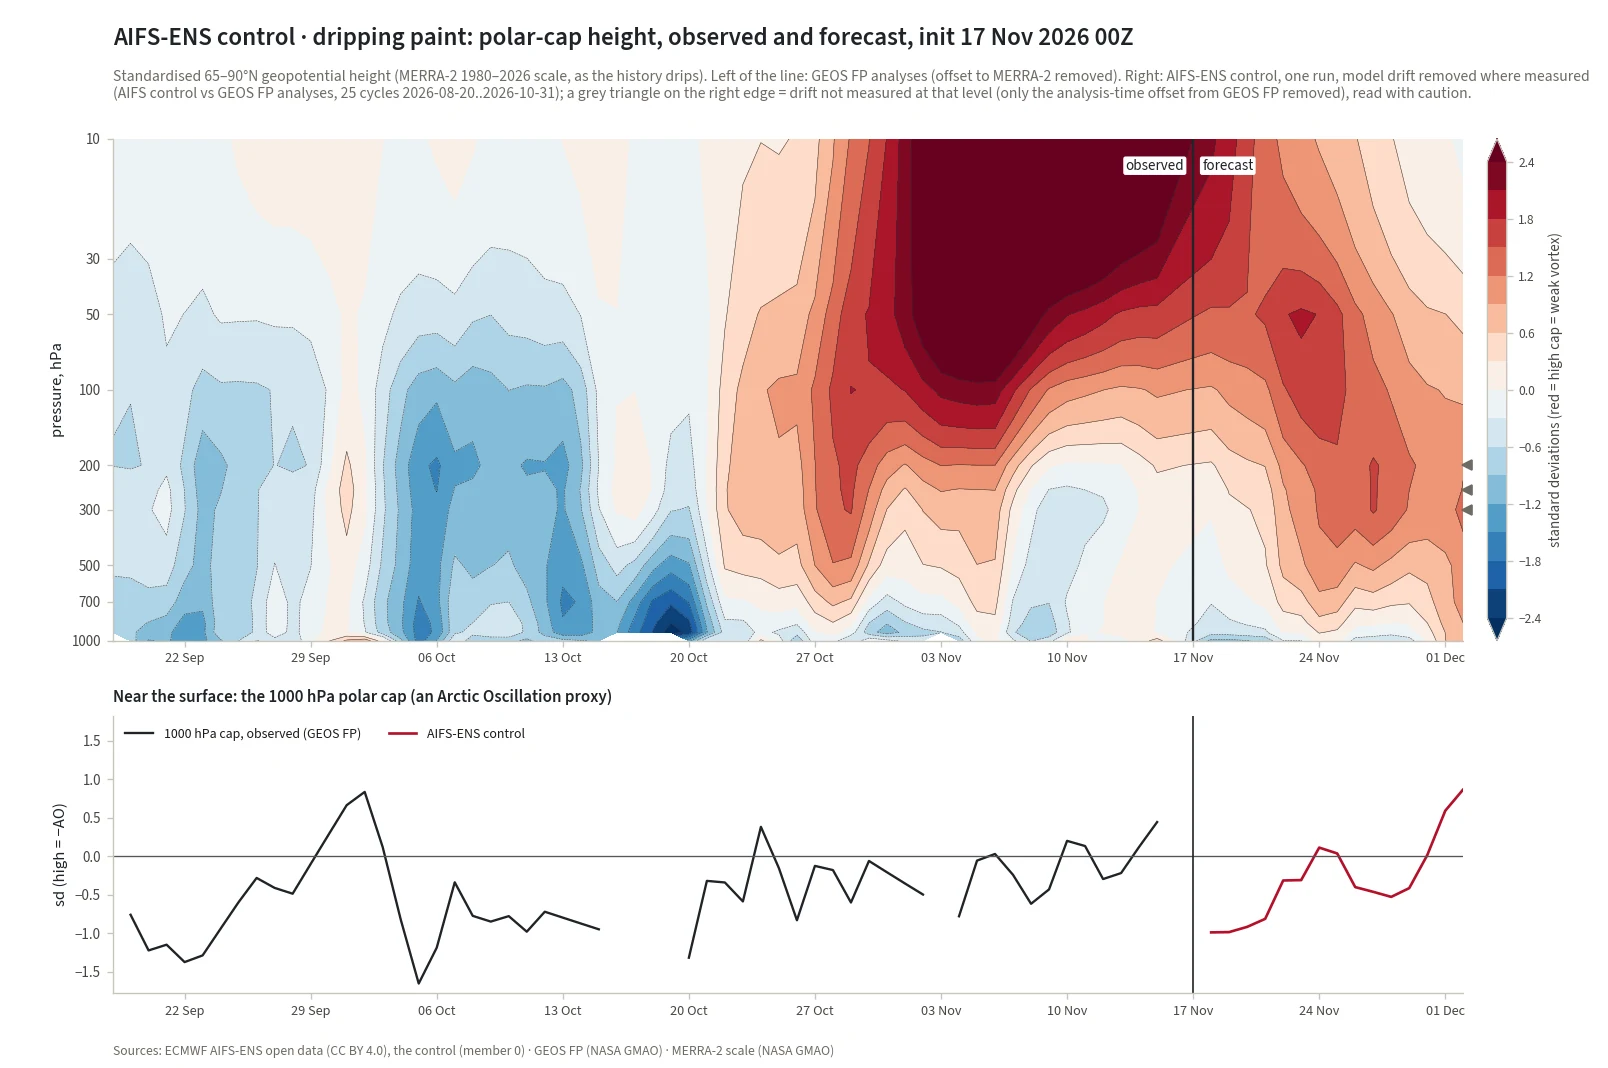 AIFS-ENS control · dripping paint: polar-cap height, observed and forecast, init 17 Nov 2026 00Z
Standardised 65–90°N geopotential height (MERRA-2 1980–2026 scale, as the history drips). Left of the line: GEOS FP analyses (offset to MERRA-2 removed). Right: AIFS-ENS control, one run, model drift removed where measured
(AIFS control vs GEOS FP analyses, 25 cycles 2026-08-20..2026-10-31); a grey triangle on the right edge = drift not measured at that level (only the analysis-time offset from GEOS FP removed), read with caution.
pressure, hPa
10
30
50
100
200
300
500
700
1000
observed
forecast
22 Sep
29 Sep
06 Oct
13 Oct
20 Oct
27 Oct
03 Nov
10 Nov
17 Nov
24 Nov
01 Dec
2.4
1.8
1.2
0.6
0.0
−0.6
−1.2
−1.8
−2.4
standard deviations (red = high cap = weak vortex)
Near the surface: the 1000 hPa polar cap (an Arctic Oscillation proxy)
1000 hPa cap, observed (GEOS FP)
AIFS-ENS control
sd (high = −AO)
1.5
1.0
0.5
0.0
−0.5
−1.0
−1.5
22 Sep
29 Sep
06 Oct
13 Oct
20 Oct
27 Oct
03 Nov
10 Nov
17 Nov
24 Nov
01 Dec
Sources: ECMWF AIFS-ENS open data (CC BY 4.0), the control (member 0) · GEOS FP (NASA GMAO) · MERRA-2 scale (NASA GMAO)